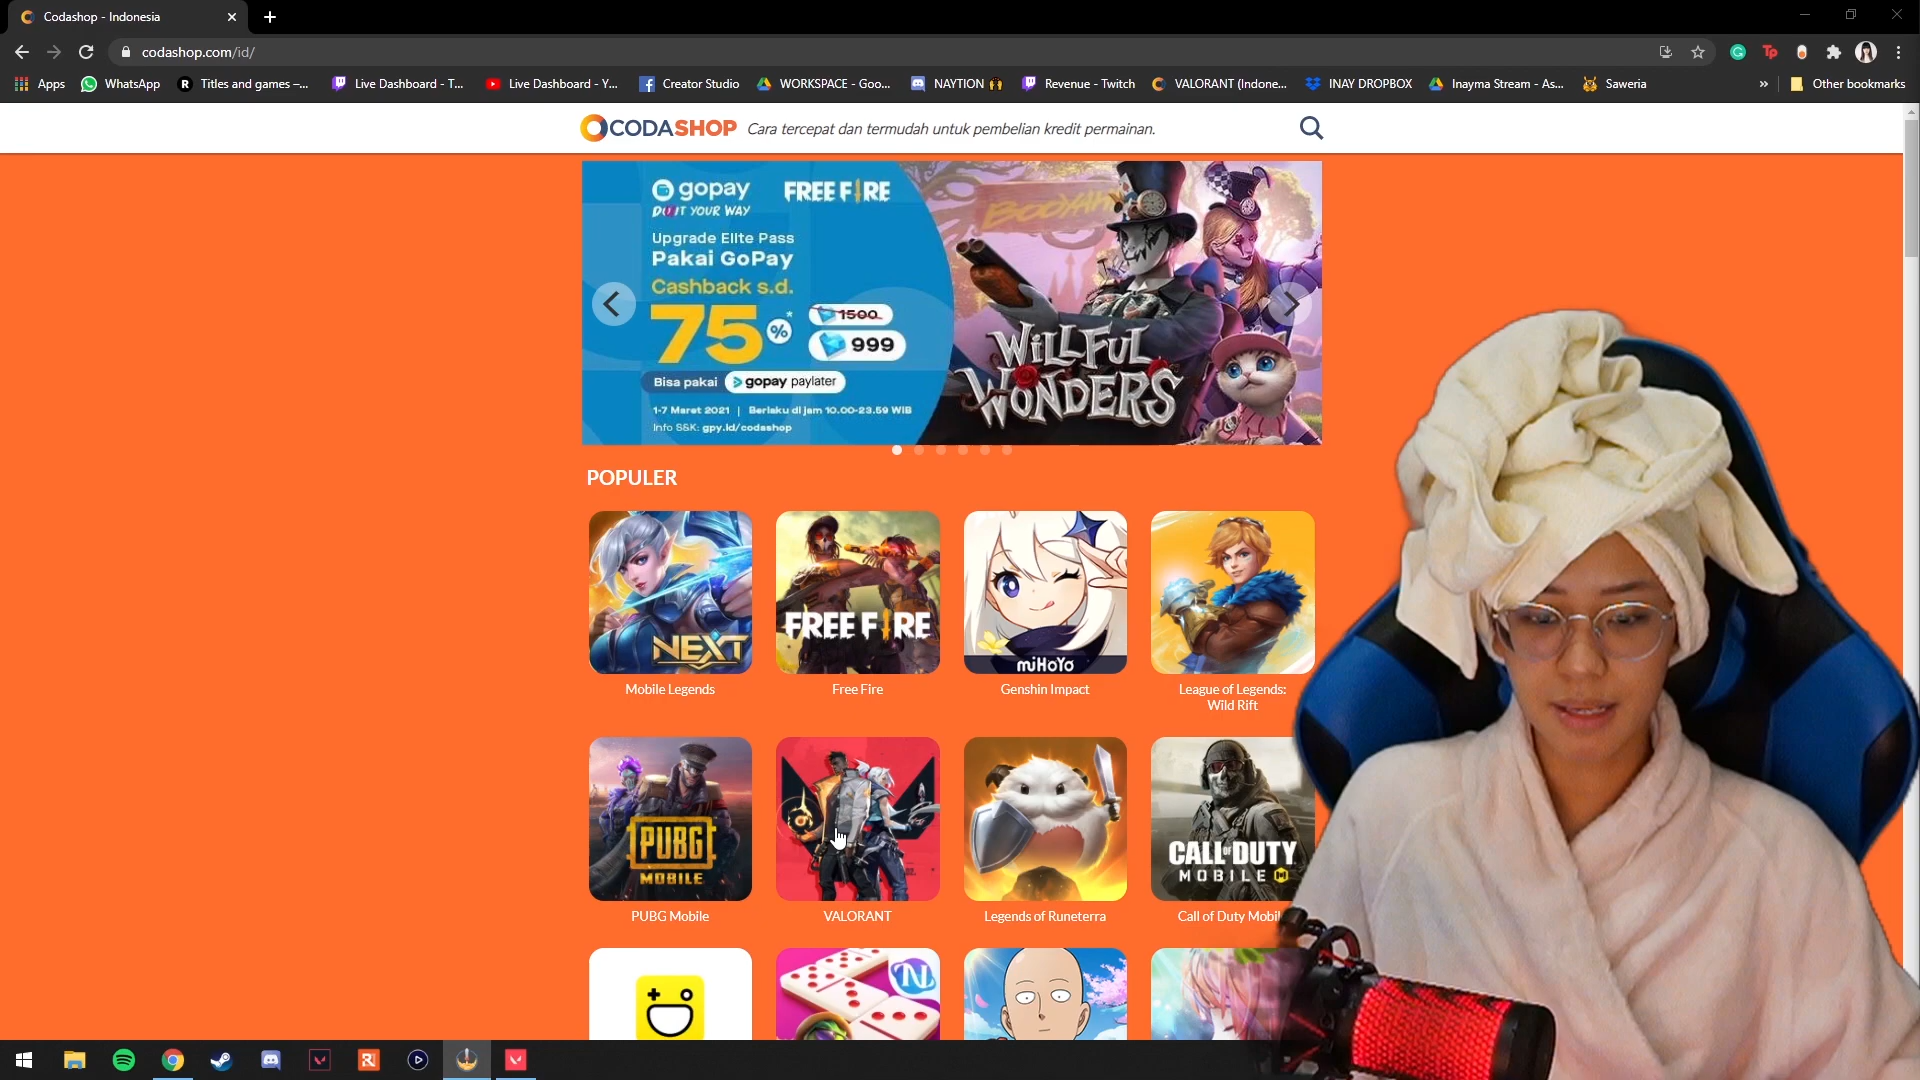 Codashop - Indonesia
codashop.com/id/
Apps
WhatsApp
Titles and games –...
Live Dashboard - T...
Live Dashboard - Y...
Creator Studio
WORKSPACE - Goo...
NAYTION
Revenue - Twitch
VALORANT (Indone...
INAY DROPBOX
Inayma Stream - As...
Saweria
»
Other bookmarks
CODASHOP
Cara tercepat dan termudah untuk pembelian kredit permainan.
gopay
DO IT YOUR WAY
FREE FIRE
BOOYAH
Upgrade Elite Pass
Pakai GoPay
Cashback s.d.
75%*
1500
999
Bisa pakai gopay paylater
1-7 Maret 2021 | Berlaku di jam 10.00-23.59 WIB
Info S&K: gpy.id/codashop
WILLFUL
WONDERS
POPULER
NEXT
FREE FIRE
miHoYo
Mobile Legends
Free Fire
Genshin Impact
League of Legends:
Wild Rift
PUBG
MOBILE
CALL OF DUTY
MOBILE
PUBG Mobile
VALORANT
Legends of Runeterra
Call of Duty Mobil
N